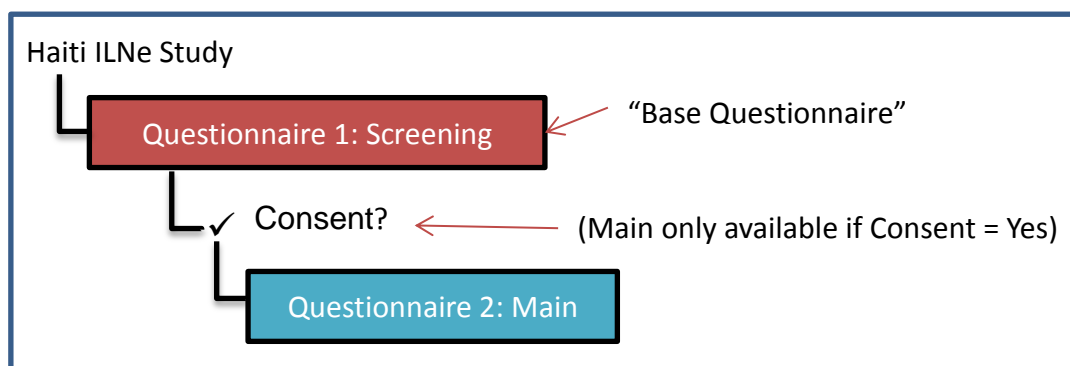 Haiti ILNe Study
Questionnaire 1: Screening
“Base Questionnaire”
Consent?
(Main only available if Consent = Yes)
Questionnaire 2: Main